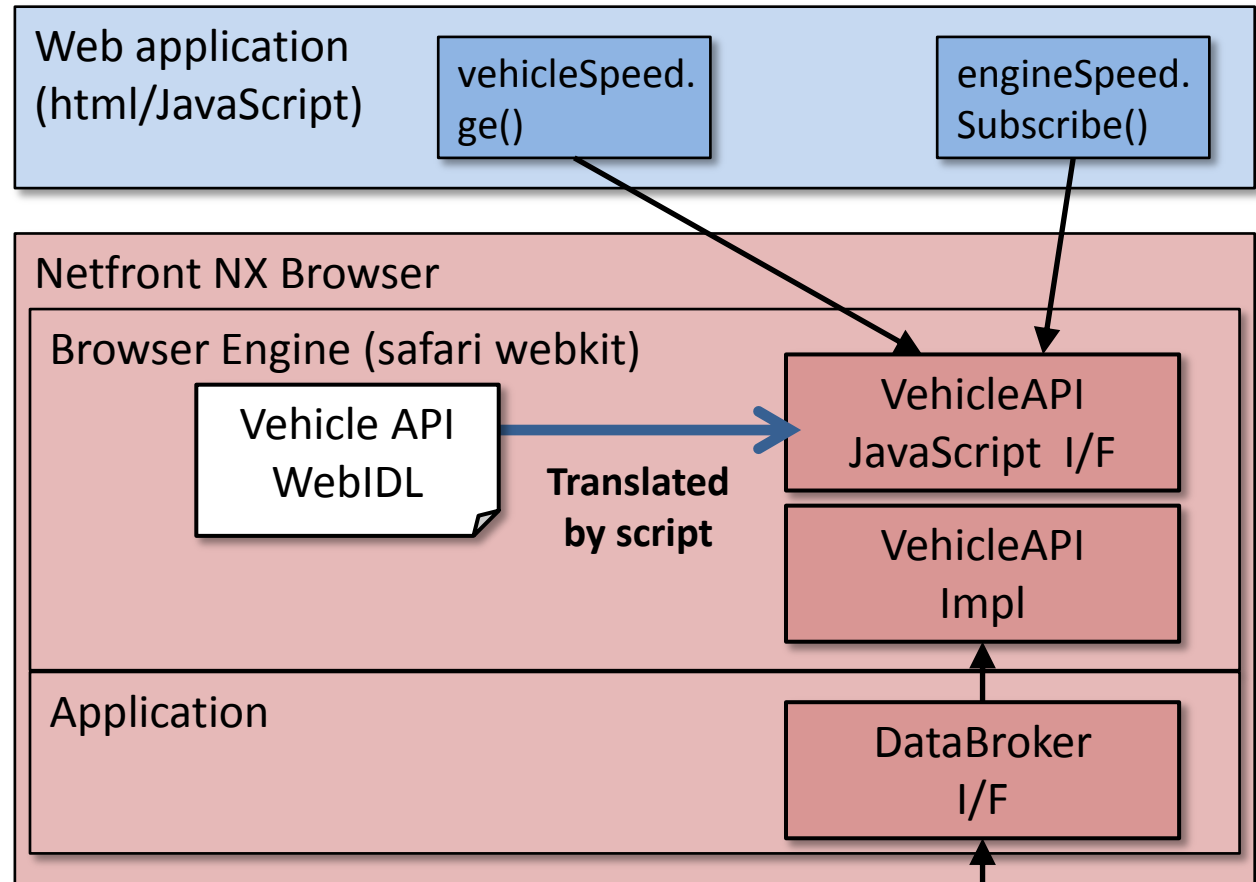 Web application
(html/JavaScript)
vehicleSpeed.
ge()
engineSpeed.
Subscribe()
Netfront NX Browser
Browser Engine (safari webkit)
Vehicle API
WebIDL
Translated
by script
VehicleAPI
JavaScript I/F
VehicleAPI
Impl
Application
DataBroker
I/F